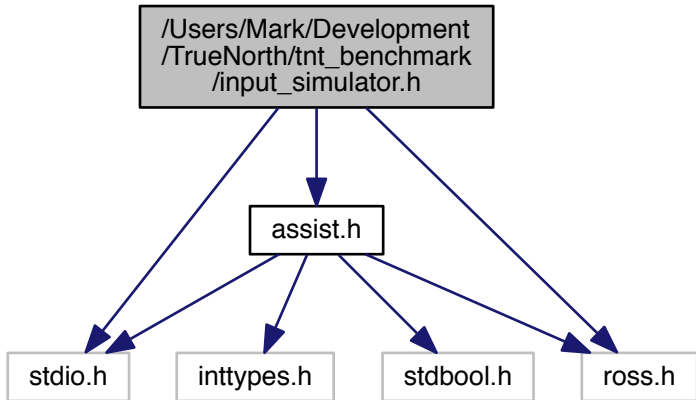 /Users/Mark/Development
/TrueNorth/tnt_benchmark
/input_simulator.h
assist.h
stdio.h
inttypes.h
stdbool.h
ross.h